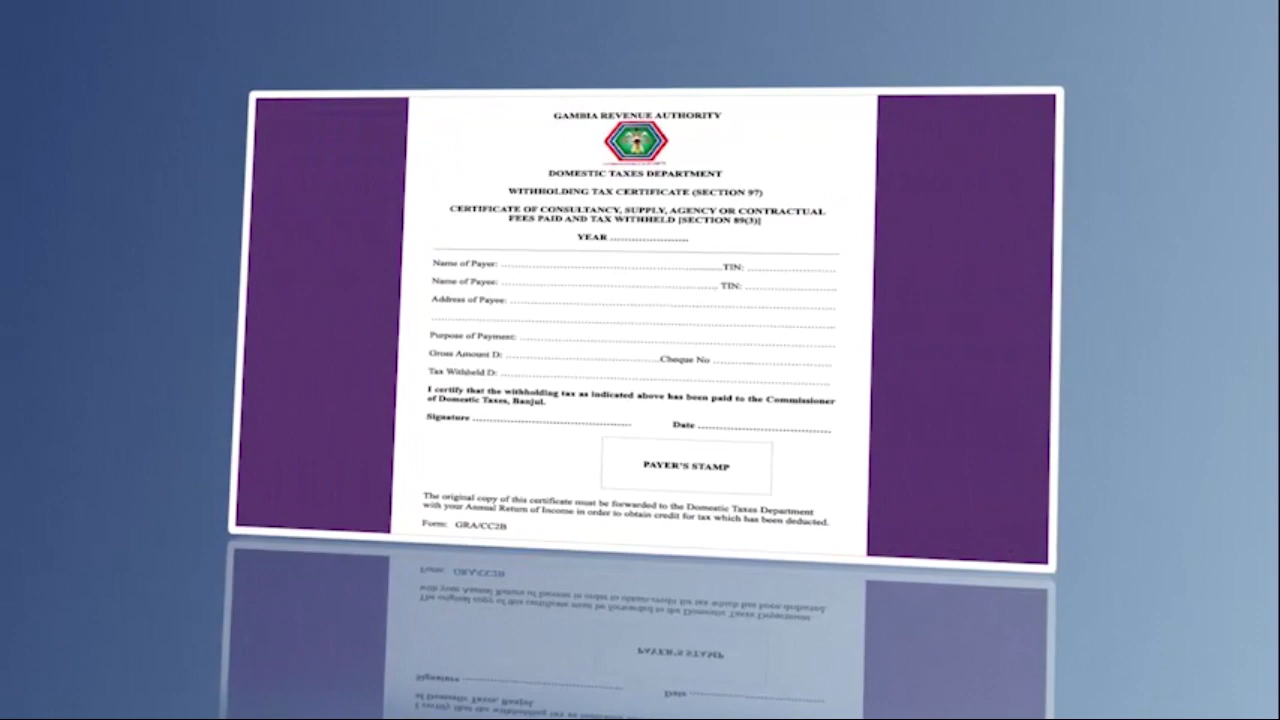 GAMBIA REVENUE AUTHORITY
DOMESTIC TAXES DEPARTMENT
WITHHOLDING TAX CERTIFICATE (SECTION 97)
CERTIFICATE OF CONSULTANCY, SUPPLY, AGENCY OR CONTRACTUAL
FEES PAID AND TAX WITHHELD [SECTION 89(3)]
YEAR ........................
Name of Payer: ........................TIN: ........................
Name of Payee: ........................ TIN: ........................
Address of Payee: ........................
Purpose of Payment: ........................
Gross Amount D: ........................Cheque No ........................
Tax Withheld D: ........................
I certify that the withholding tax as indicated above has been paid to the Commissioner
of Domestic Taxes, Banjul.
Signature ........................ Date ........................
PAYER'S STAMP
The original copy of this certificate must be forwarded to the Domestic Taxes Department
with your Annual Return of Income in order to obtain credit for tax which has been deducted.
Form: GRA/CC2B